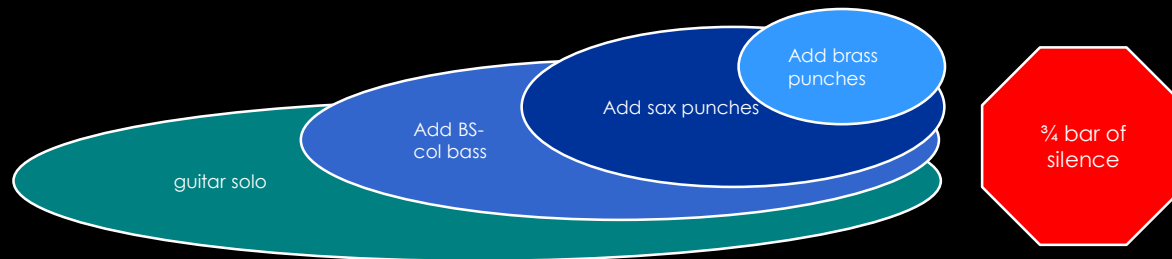 guitar solo
Add BS-
col bass
Add sax punches
Add brass
punches
¾ bar of
silence